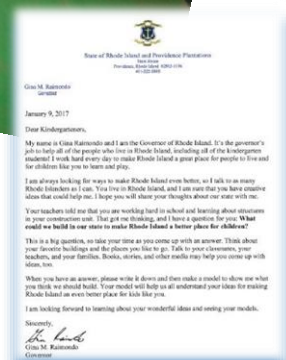 State of Rhode Island and Providence Plantations
State House
Providence, Rhode Island
Gina M. Raimondo
Governor
January 9, 2017
Dear Kindergarteners,
My name is Gina Raimondo and I am the Governor of Rhode Island. It's the governor's
job to help all of the people who live in Rhode Island, including all of the kindergarten
students! I work hard every day to make Rhode Island a great place for people to live and
for children like you to learn and play.
I am always looking for ways to make Rhode Island even better, so I talk to as many
Rhode Islanders as I can. You live in Rhode Island, and I am sure that you have creative
ideas that could help me. I hope you will share your thoughts about our state with me.
Your teachers told me that you are working hard in school and learning about structures
in your construction unit. That got me thinking, and I have a question for you: What
could we build in our state to make Rhode Island a better place for children?
This is a big question, so take your time as you come up with an answer. Think about
your favorite buildings and the places you like to go. Talk to your classmates, your
teachers, and your families. Books, stories, and other media may help you come up with
ideas, too.
When you have an answer, please write it down and then make a model to show me what
you think we should build. Your model will help us all understand your ideas for making
Rhode Island an even better place for kids like you.
I am looking forward to learning about your wonderful ideas and seeing your models.
Sincerely,
Gina M. Raimondo
Governor